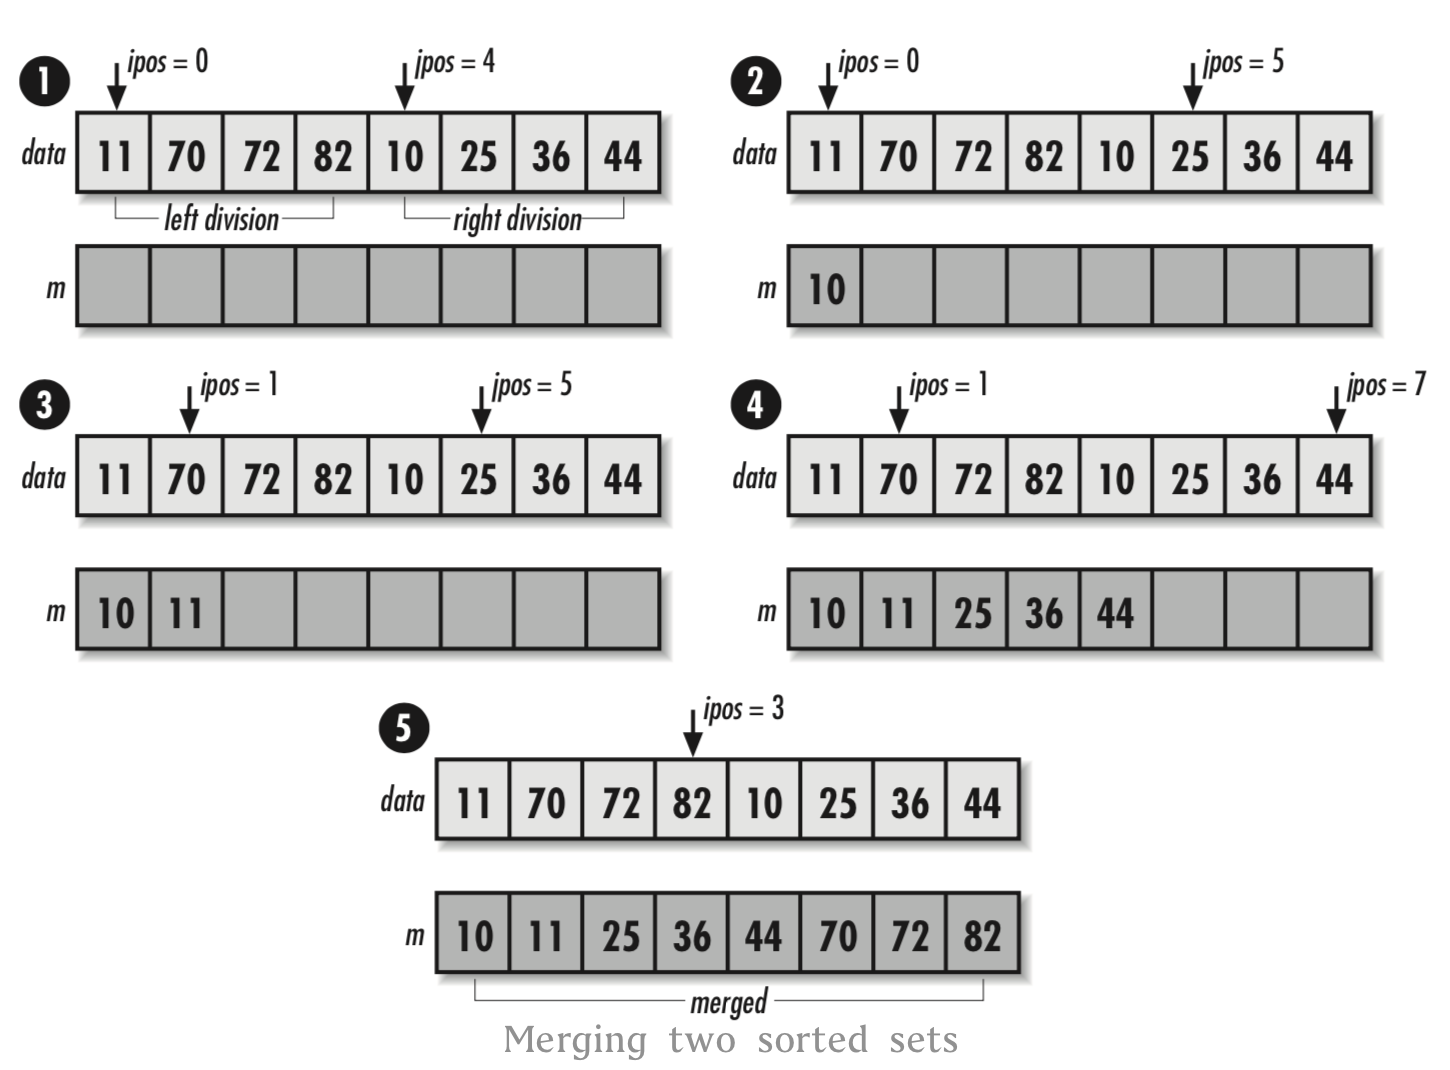 1 ipos = 0 jpos = 4
data 11 70 72 82 10 25 36 44
left division right division
m
2 ipos = 0 jpos = 5
data 11 70 72 82 10 25 36 44
m 10
3 ipos = 1 jpos = 5
data 11 70 72 82 10 25 36 44
m 10 11
4 ipos = 1 jpos = 7
data 11 70 72 82 10 25 36 44
m 10 11 25 36 44
5 ipos = 3
data 11 70 72 82 10 25 36 44
m 10 11 25 36 44 70 72 82
merged
Merging two sorted sets